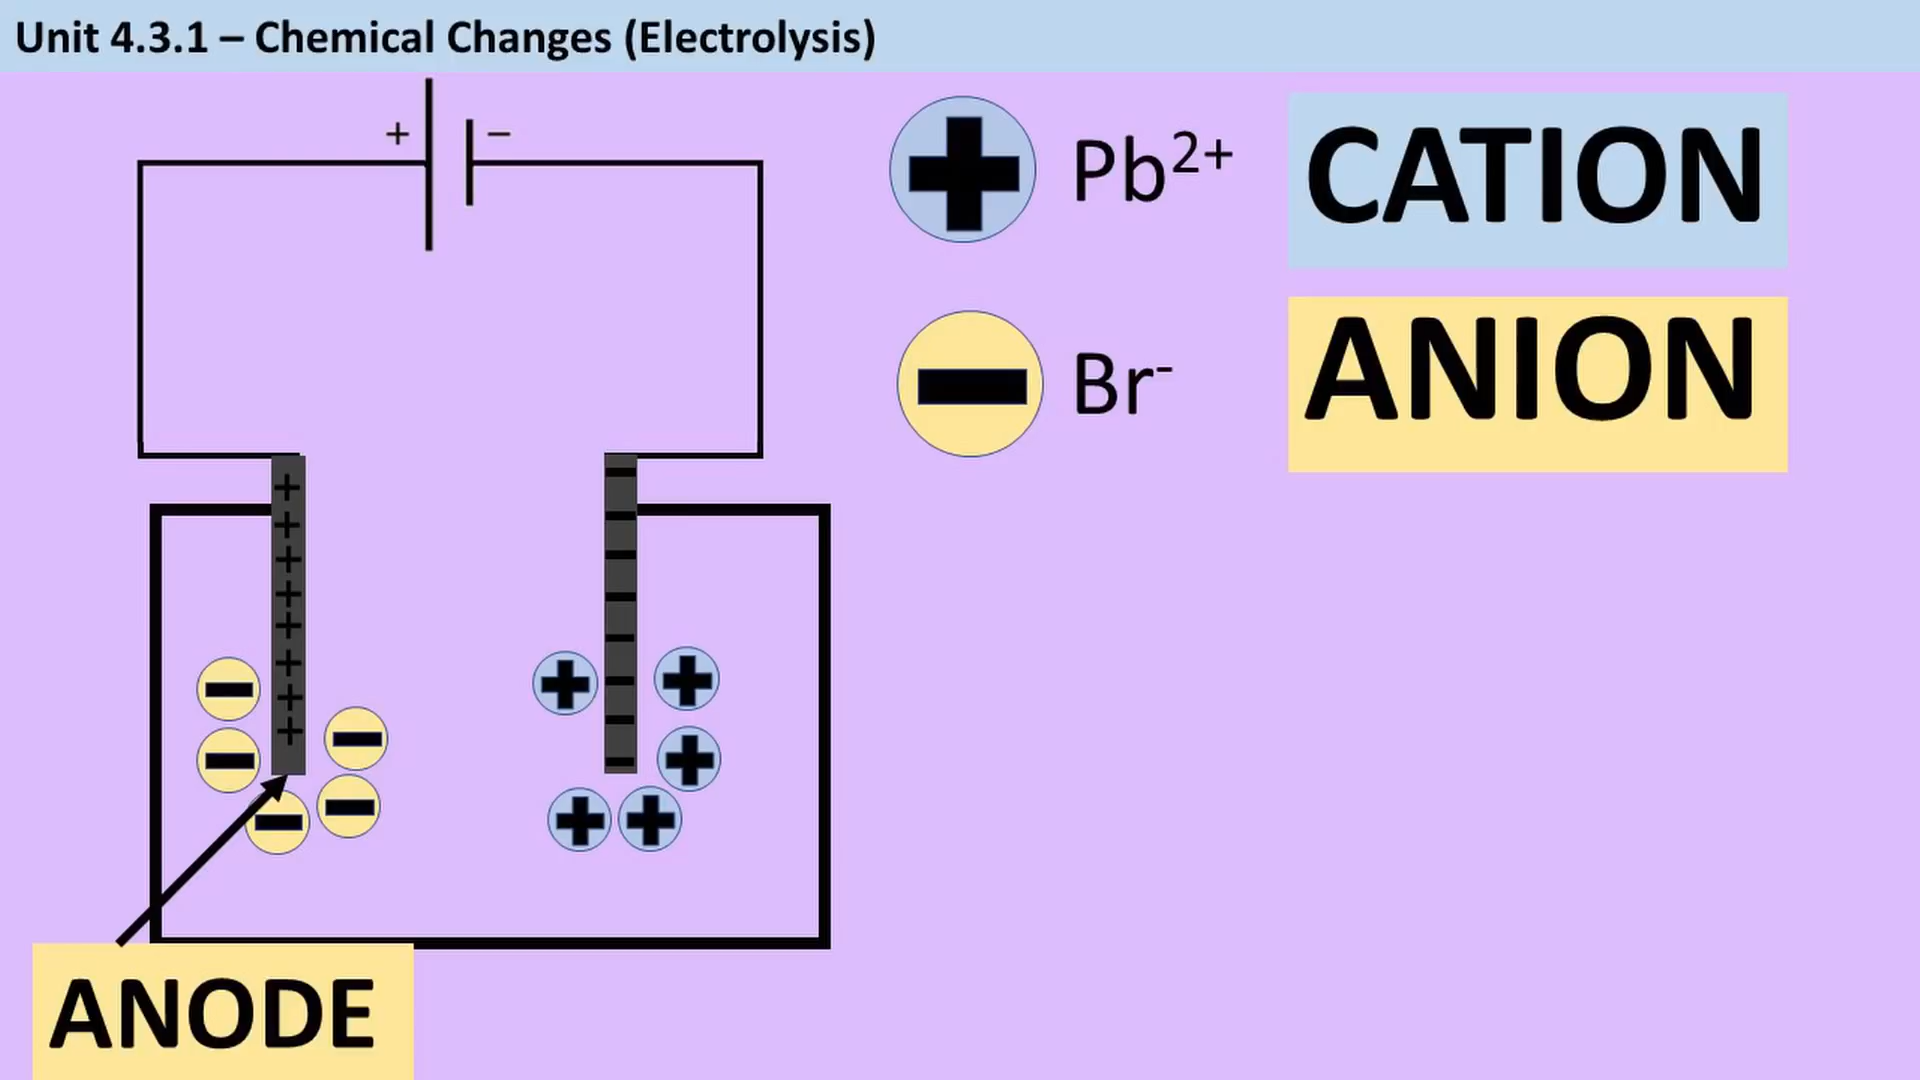 Unit 4.3.1 – Chemical Changes (Electrolysis)
+ –
Pb²⁺
CATION
Br⁻
ANION
ANODE